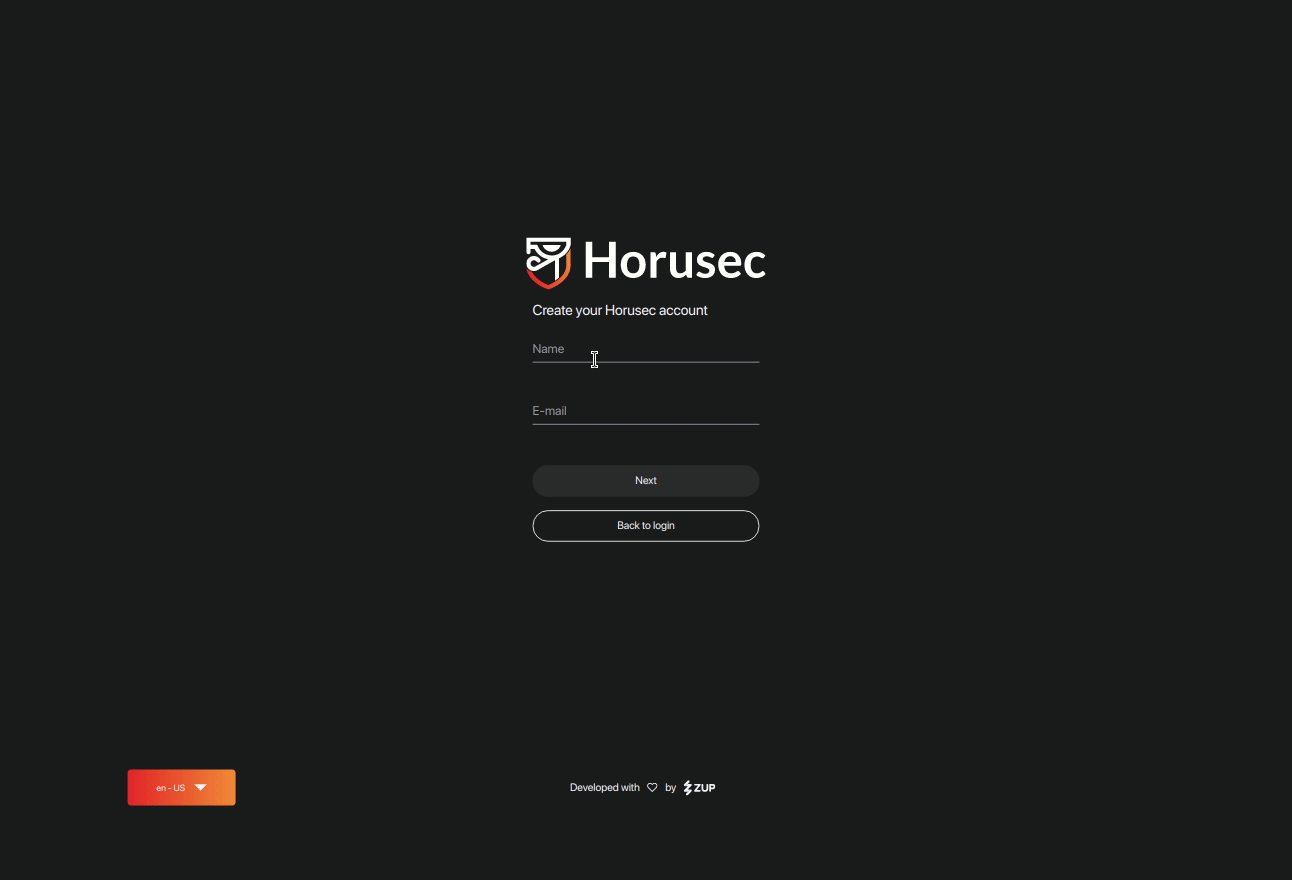 Horusec
Create your Horusec account
Name
E-mail
Next
Back to login
en - US
Developed with by ZUP